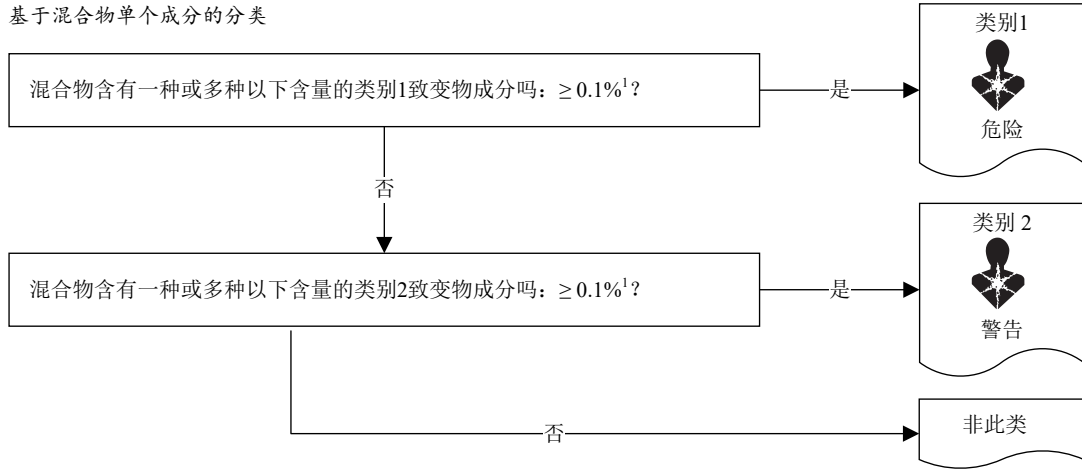 基于混合物单个成分的分类
类别1
混合物含有一种或多种以下含量的类别1致变物成分吗：≥ 0.1%¹？
是
危险
否
类别 2
混合物含有一种或多种以下含量的类别2致变物成分吗：≥ 0.1%¹？
是
警告
否
非此类